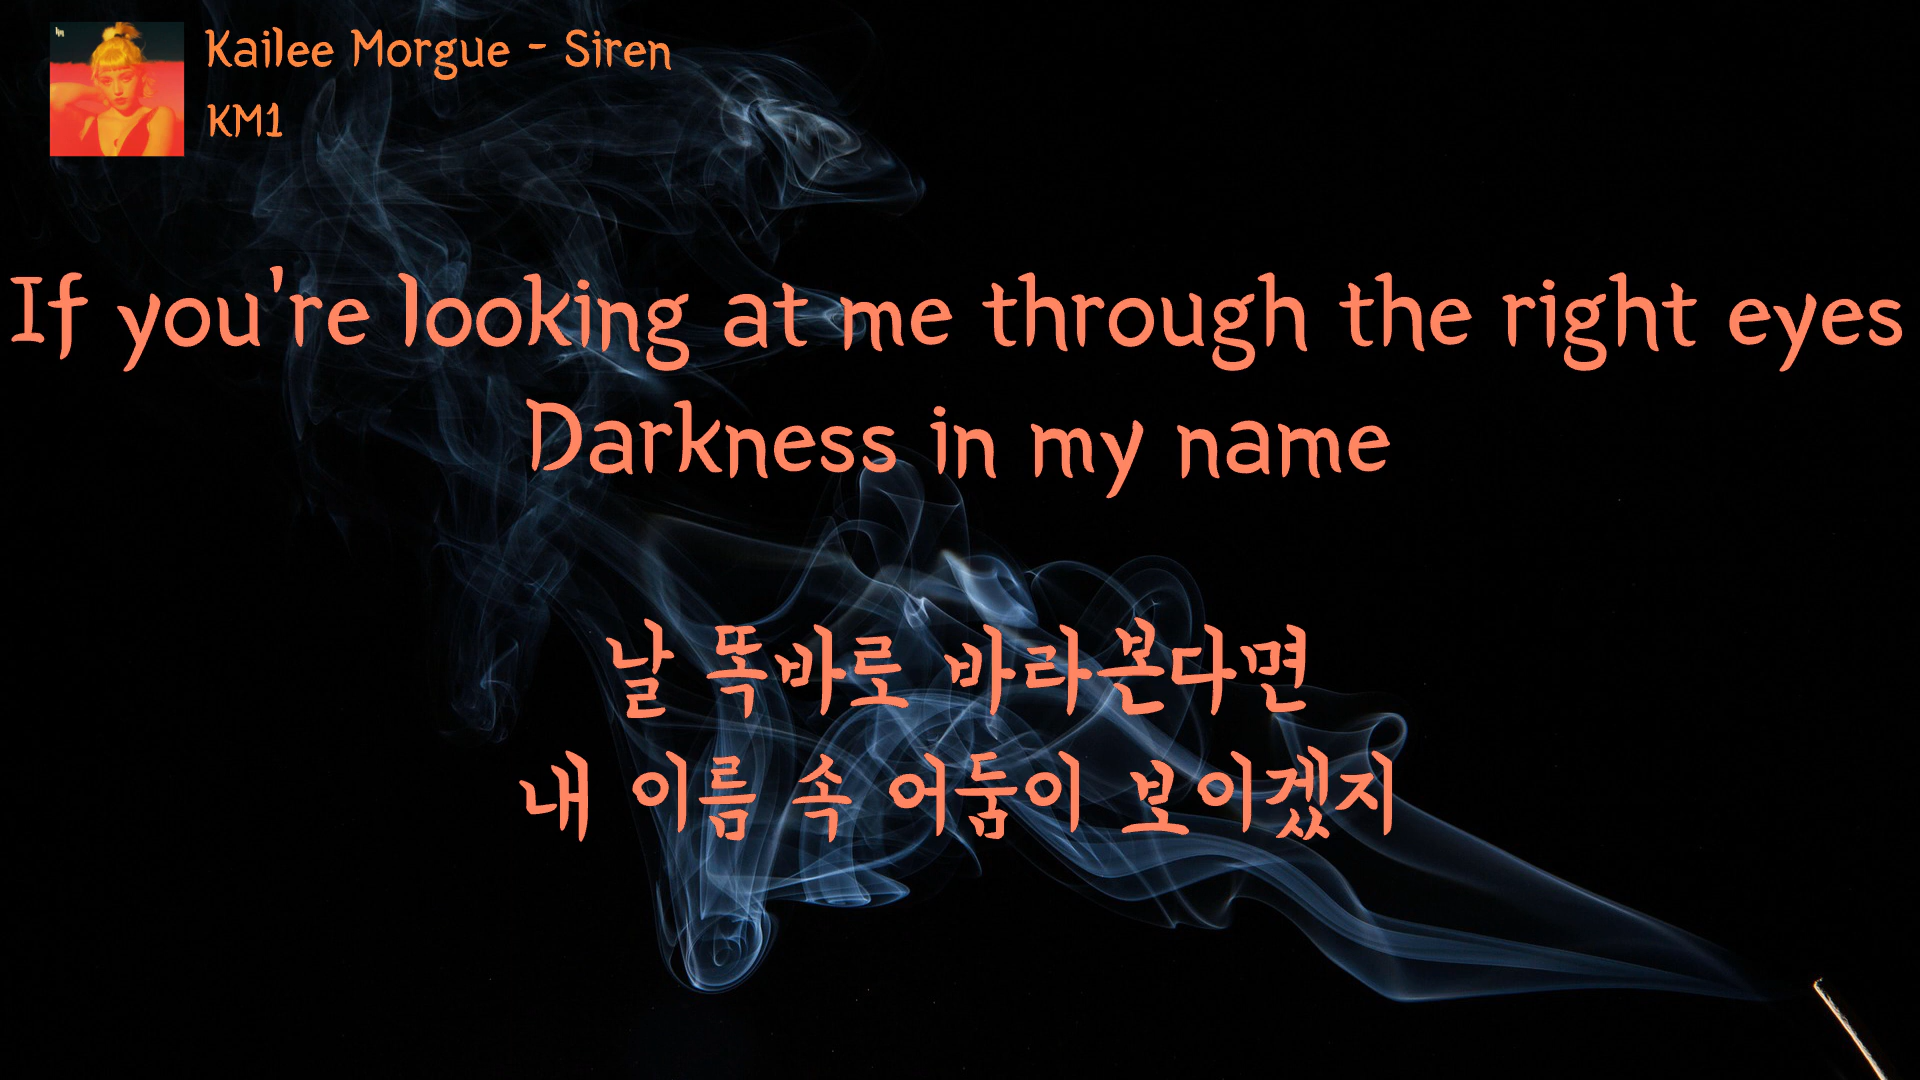 Kailee Morgue - Siren
KM1
If you're looking at me through the right eyes
Darkness in my name
날 똑바로 바라본다면
내 이름 속 어둠이 보이겠지